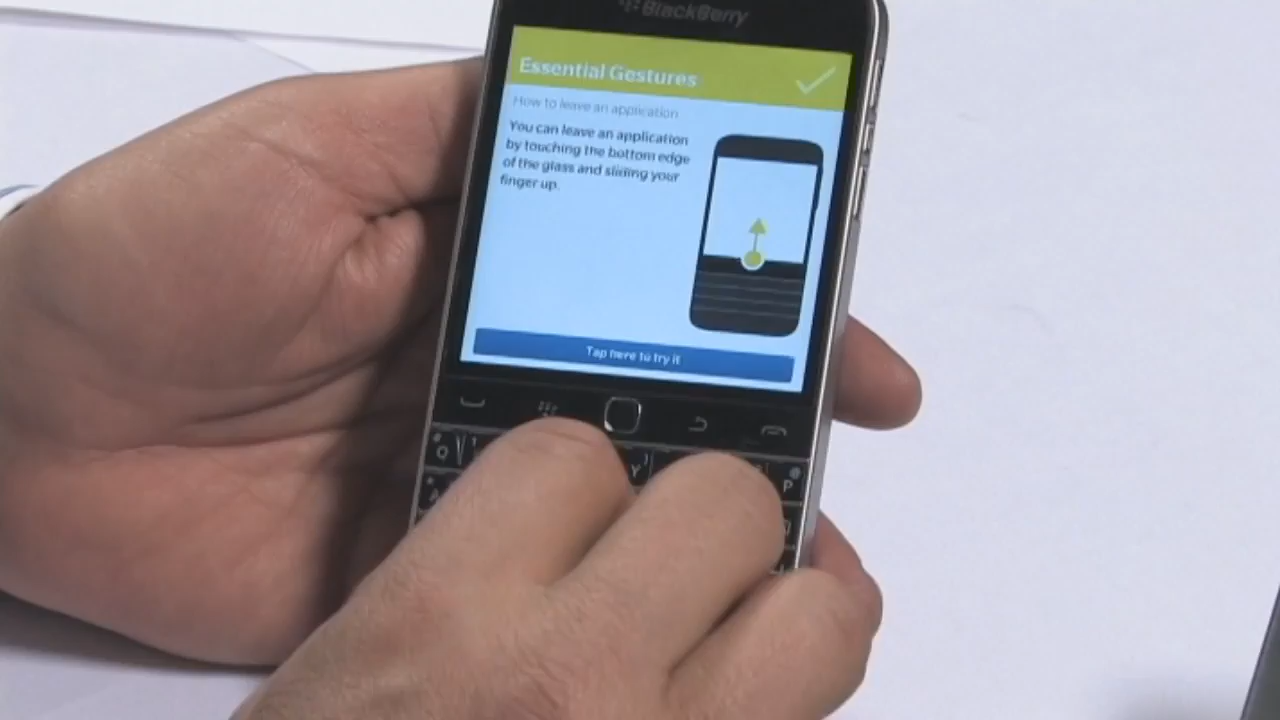 BlackBerry
Essential Gestures
How to leave an application
You can leave an application
by touching the bottom edge
of the glass and sliding your
finger up.
Tap here to try it
Q
Y
P
A